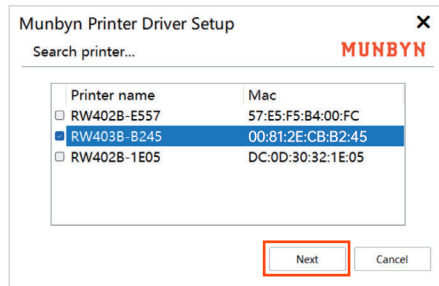 Munbyn Printer Driver Setup
Search printer...
MUNBYN
Printer name Mac
RW402B-E557 57:E5:F5:B4:00:FC
RW403B-B245 00:81:2E:CB:B2:45
RW402B-1E05 DC:0D:30:32:1E:05
Next Cancel